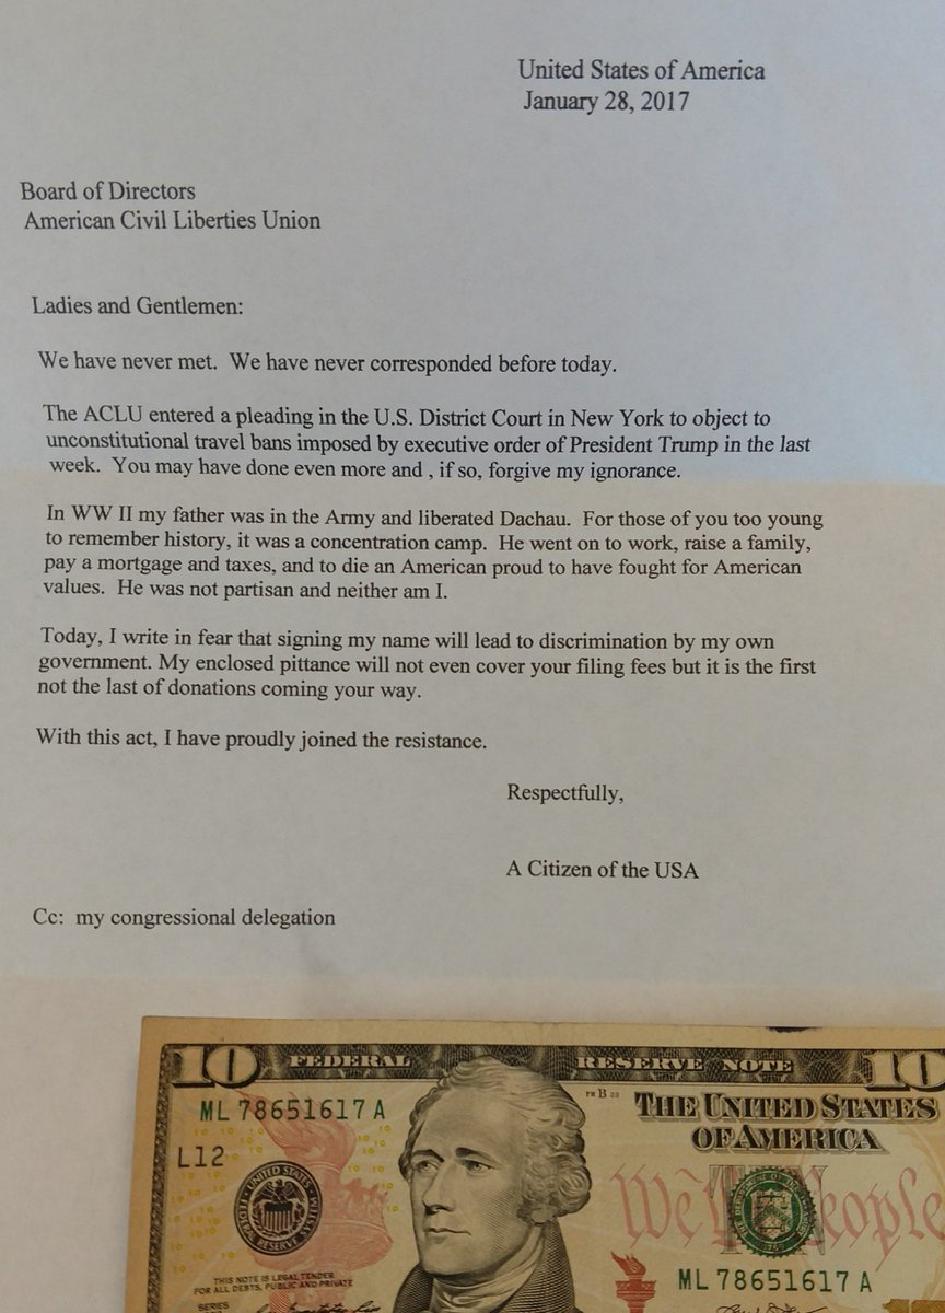 United States of America
January 28, 2017
Board of Directors
American Civil Liberties Union
Ladies and Gentlemen:
We have never met. We have never corresponded before today.
The ACLU entered a pleading in the U.S. District Court in New York to object to
unconstitutional travel bans imposed by executive order of President Trump in the last
week. You may have done even more and , if so, forgive my ignorance.
In WW II my father was in the Army and liberated Dachau. For those of you too young
to remember history, it was a concentration camp. He went on to work, raise a family,
pay a mortgage and taxes, and to die an American proud to have fought for American
values. He was not partisan and neither am I.
Today, I write in fear that signing my name will lead to discrimination by my own
government. My enclosed pittance will not even cover your filing fees but it is the first
not the last of donations coming your way.
With this act, I have proudly joined the resistance.
Respectfully,
A Citizen of the USA
Cc: my congressional delegation
10 FEDERAL RESERVE NOTE 10
ML 78651617 A
THE UNITED STATES
OF AMERICA
L12
UNITED STATES FEDERAL RESERVE SYSTEM
We The People
THIS NOTE IS LEGAL TENDER
FOR ALL DEBTS, PUBLIC AND PRIVATE
ML 78651617 A
SERIES